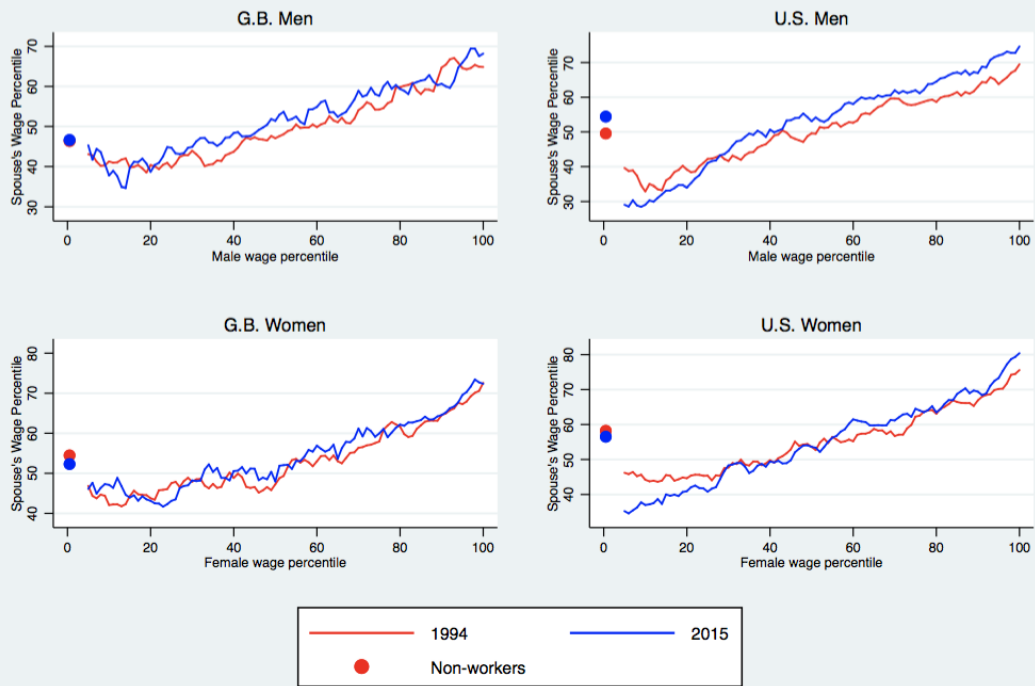 G.B. Men
Spouse's Wage Percentile
70
60
50
40
30
0 20 40 60 80 100
Male wage percentile
U.S. Men
Spouse's Wage Percentile
70
60
50
40
30
0 20 40 60 80 100
Male wage percentile
G.B. Women
Spouse's Wage Percentile
80
70
60
50
40
0 20 40 60 80 100
Female wage percentile
U.S. Women
Spouse's Wage Percentile
80
70
60
50
40
0 20 40 60 80 100
Female wage percentile
1994 2015
Non-workers